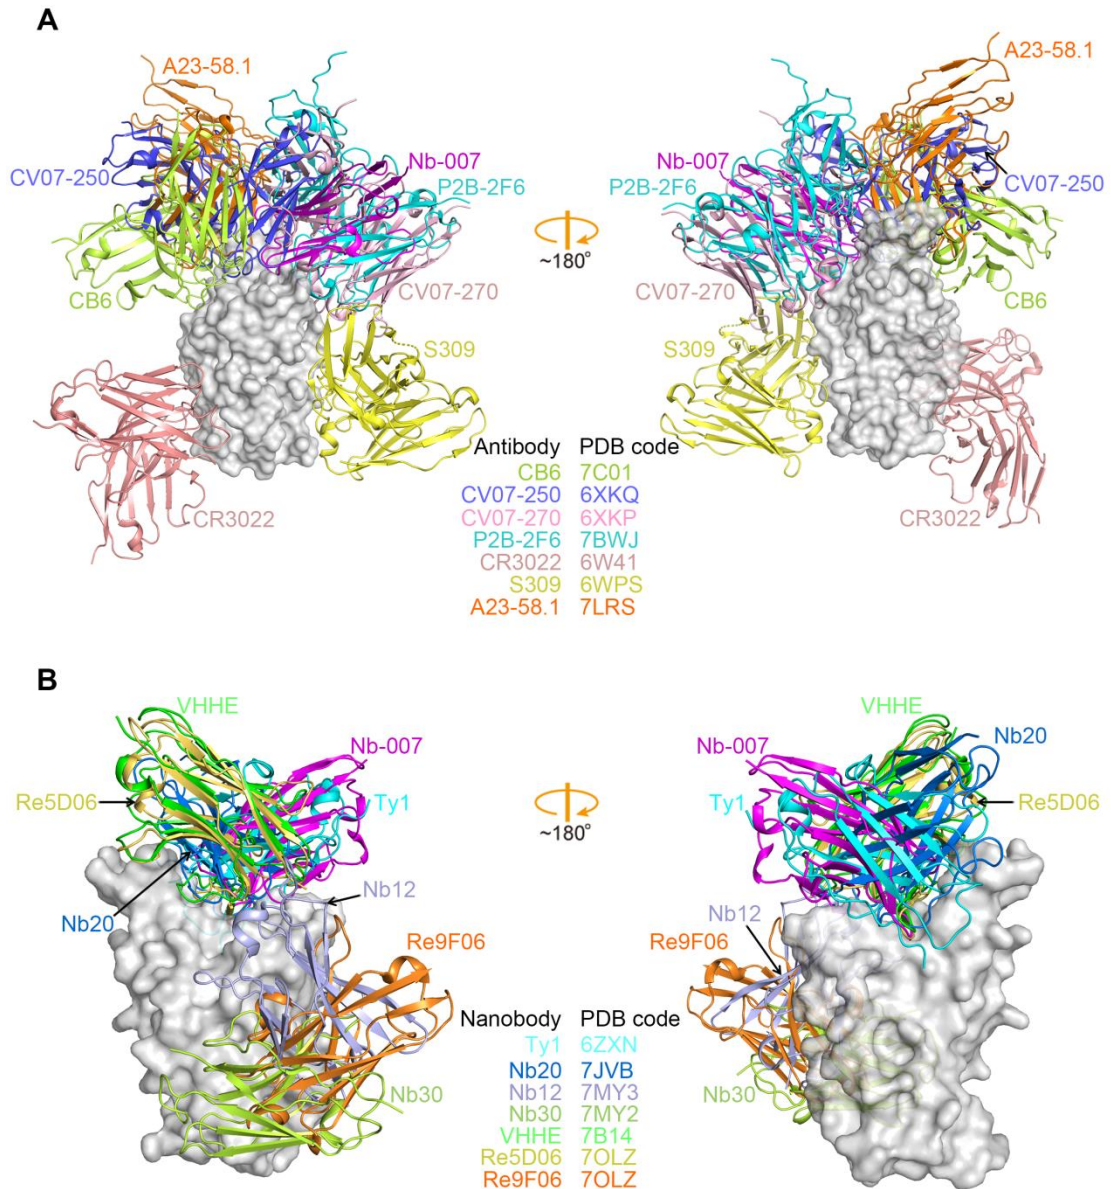 A
A23-58.1
A23-58.1
Nb-007
Nb-007
CV07-250
P2B-2F6
P2B-2F6
CV07-250
~180°
CB6
CV07-270
CV07-270
CB6
S309
S309
Antibody PDB code
CB6 7C01
CV07-250 6XKQ
CV07-270 6XKP
P2B-2F6 7BWJ
CR3022 6W41
S309 6WPS
A23-58.1 7LRS
CR3022
CR3022
B
VHHE
VHHE
Nb-007
Nb-007
Nb20
Re5D06
Ty1
Ty1
Re5D06
~180°
Nb12
Nb20
Nb12
Re9F06
Re9F06
Nanobody PDB code
Ty1 6ZXN
Nb20 7JVB
Nb12 7MY3
Nb30 7MY2
VHHE 7B14
Re5D06 7OLZ
Re9F06 7OLZ
Nb30
Nb30